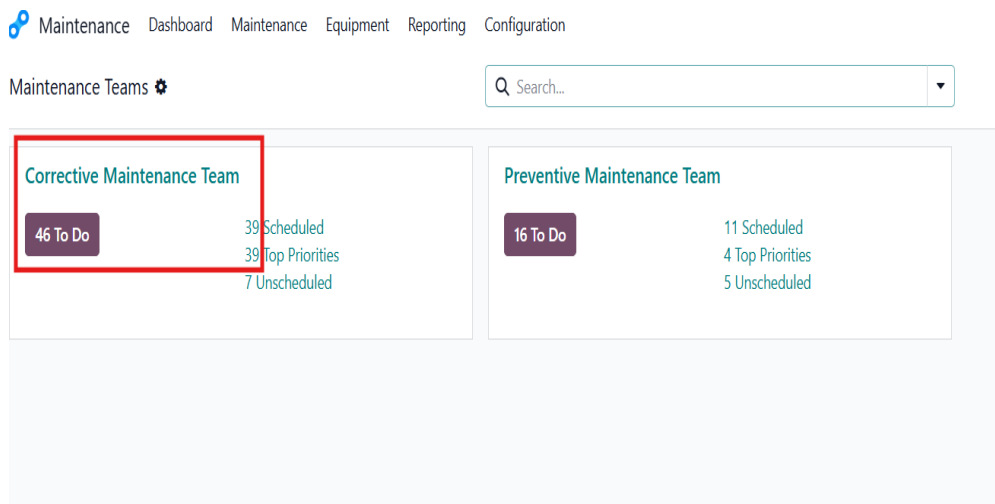 Maintenance Dashboard Maintenance Equipment Reporting Configuration
Maintenance Teams
Search...
Corrective Maintenance Team
46 To Do
39 Scheduled
39 Top Priorities
7 Unscheduled
Preventive Maintenance Team
16 To Do
11 Scheduled
4 Top Priorities
5 Unscheduled